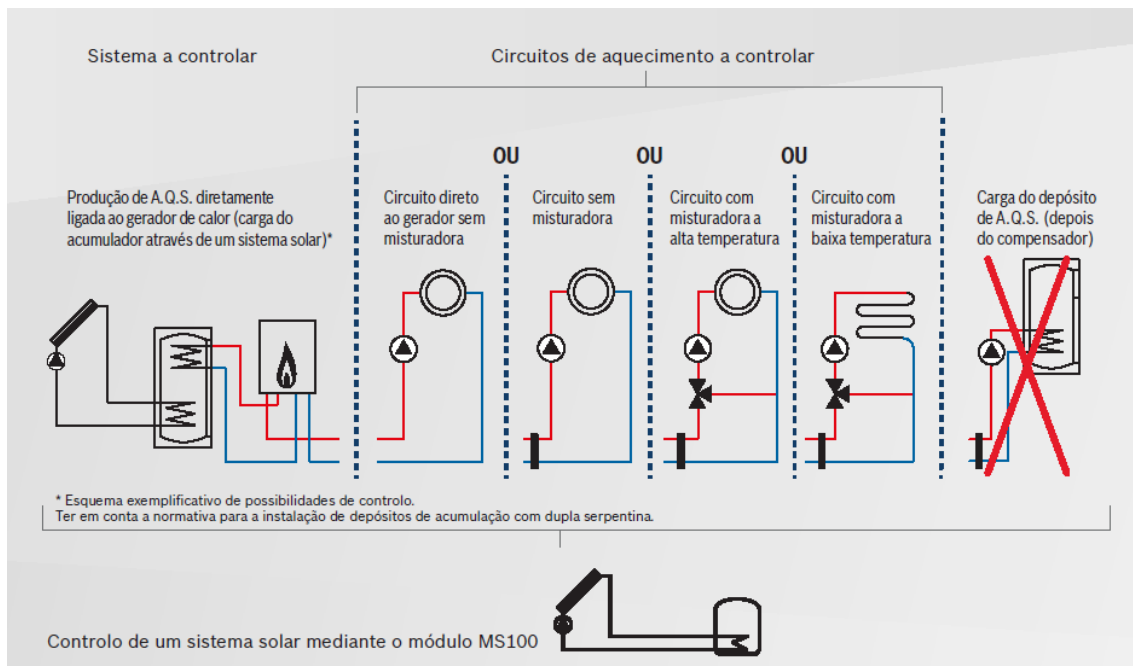 Sistema a controlar
Circuitos de aquecimento a controlar
OU
OU
OU
Produção de A.Q.S. diretamente
ligada ao gerador de calor (carga do
acumulador através de um sistema solar)*
Circuito direto
ao gerador sem
misturadora
Circuito sem
misturadora
Circuito com
misturadora a
alta temperatura
Circuito com
misturadora a
baixa temperatura
Carga do depósito
de A.Q.S. (depois
do compensador)
* Esquema exemplificativo de possibilidades de controlo.
Ter em conta a normativa para a instalação de depósitos de acumulação com dupla serpentina.
Controlo de um sistema solar mediante o módulo MS100